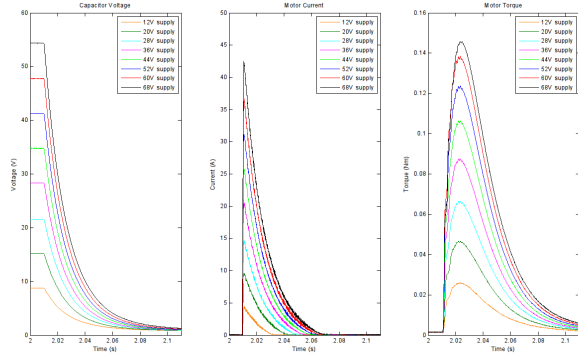 Capacitor Voltage
60
50
40
30
20
10
0
2
2.02
2.04
2.06
2.08
2.1
Voltage (V)
Time (s)
12V supply
20V supply
28V supply
36V supply
44V supply
52V supply
60V supply
68V supply
Motor Current
50
45
40
35
30
25
20
15
10
5
0
2
2.02
2.04
2.06
2.08
2.1
Current (A)
Time (s)
12V supply
20V supply
28V supply
36V supply
44V supply
52V supply
60V supply
68V supply
Motor Torque
0.16
0.14
0.12
0.1
0.08
0.06
0.04
0.02
0
2
2.02
2.04
2.06
2.08
2.1
Torque (Nm)
Time (s)
12V supply
20V supply
28V supply
36V supply
44V supply
52V supply
60V supply
68V supply